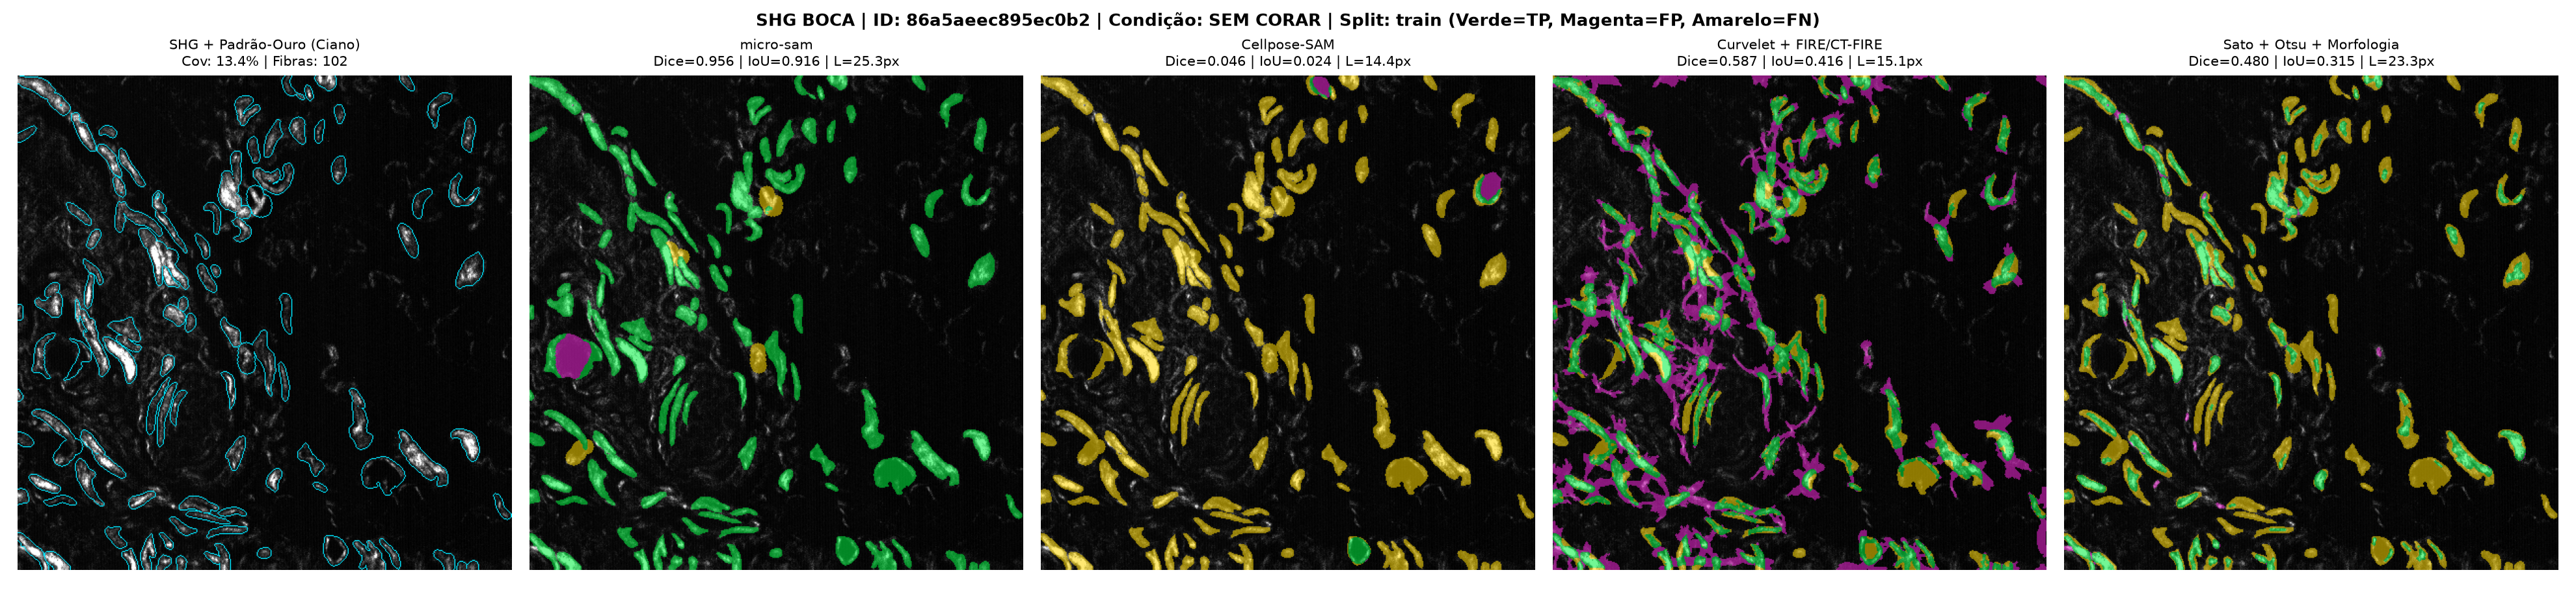 SHG BOCA | ID: 86a5aeec895ec0b2 | Condição: SEM CORAR | Split: train (Verde=TP, Magenta=FP, Amarelo=FN)
SHG + Padrão-Ouro (Ciano)
Cov: 13.4% | Fibras: 102
micro-sam
Dice=0.956 | IoU=0.916 | L=25.3px
Cellpose-SAM
Dice=0.046 | IoU=0.024 | L=14.4px
Curvelet + FIRE/CT-FIRE
Dice=0.587 | IoU=0.416 | L=15.1px
Sato + Otsu + Morfologia
Dice=0.480 | IoU=0.315 | L=23.3px